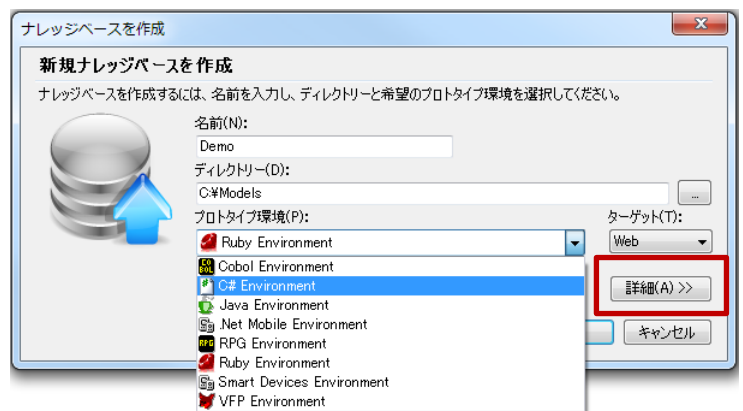 ナレッジベースを作成
新規ナレッジベースを作成
ナレッジベースを作成するには、名前を入力し、ディレクトリーと希望のプロトタイプ環境を選択してください。
名前(N):
Demo
ディレクトリー(D):
C:¥Models
...
プロトタイプ環境(P):
ターゲット(T):
Ruby Environment
Web
Cobol Environment
C# Environment
詳細(A) >>
Java Environment
.Net Mobile Environment
RPG Environment
キャンセル
Ruby Environment
Smart Devices Environment
VFP Environment